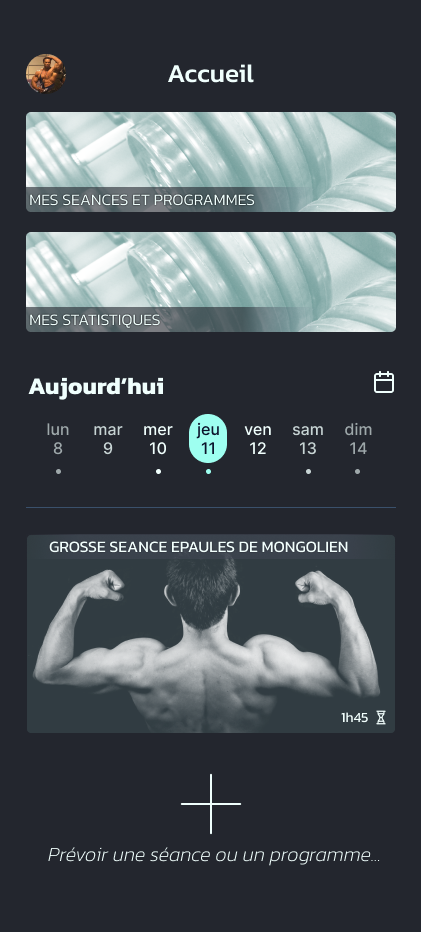 Accueil
MES SEANCES ET PROGRAMMES
MES STATISTIQUES
Aujourd’hui
lun mar mer jeu ven sam dim
8 9 10 11 12 13 14
GROSSE SEANCE EPAULES DE MONGOLIEN
1h45
Prévoir une séance ou un programme...